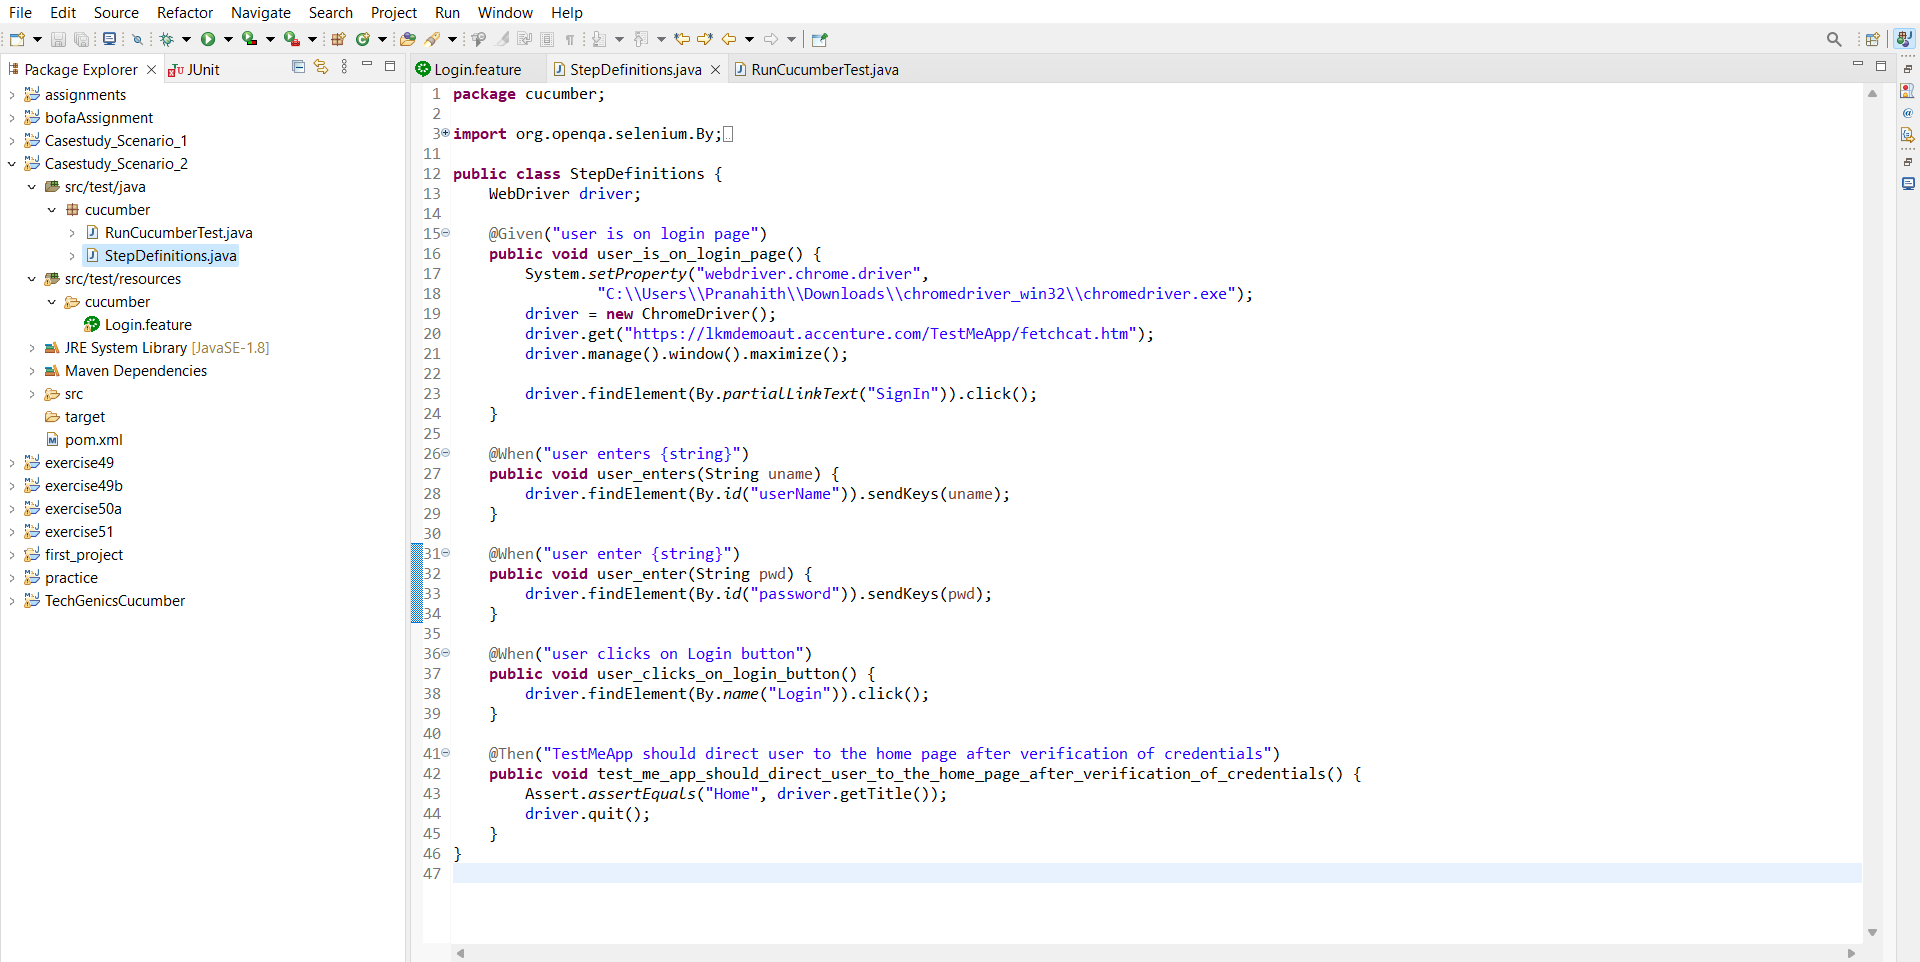 File Edit Source Refactor Navigate Search Project Run Window Help
Package Explorer JUnit
assignments
bofaAssignment
Casestudy_Scenario_1
Casestudy_Scenario_2
src/test/java
cucumber
RunCucumberTest.java
StepDefinitions.java
src/test/resources
cucumber
Login.feature
JRE System Library [JavaSE-1.8]
Maven Dependencies
src
target
pom.xml
exercise49
exercise49b
exercise50a
exercise51
first_project
practice
TechGenicsCucumber
Login.feature StepDefinitions.java RunCucumberTest.java
1 package cucumber;
2
3 import org.openqa.selenium.By;
11
12 public class StepDefinitions {
13 WebDriver driver;
14
15 @Given("user is on login page")
16 public void user_is_on_login_page() {
17 System.setProperty("webdriver.chrome.driver",
18 "C:\\Users\\Pranahith\\Downloads\\chromedriver_win32\\chromedriver.exe");
19 driver = new ChromeDriver();
20 driver.get("https://lkmdemoaut.accenture.com/TestMeApp/fetchcat.htm");
21 driver.manage().window().maximize();
22
23 driver.findElement(By.partialLinkText("SignIn")).click();
24 }
25
26 @When("user enters {string}")
27 public void user_enters(String uname) {
28 driver.findElement(By.id("userName")).sendKeys(uname);
29 }
30
31 @When("user enter {string}")
32 public void user_enter(String pwd) {
33 driver.findElement(By.id("password")).sendKeys(pwd);
34 }
35
36 @When("user clicks on Login button")
37 public void user_clicks_on_login_button() {
38 driver.findElement(By.name("Login")).click();
39 }
40
41 @Then("TestMeApp should direct user to the home page after verification of credentials")
42 public void test_me_app_should_direct_user_to_the_home_page_after_verification_of_credentials() {
43 Assert.assertEquals("Home", driver.getTitle());
44 driver.quit();
45 }
46 }
47